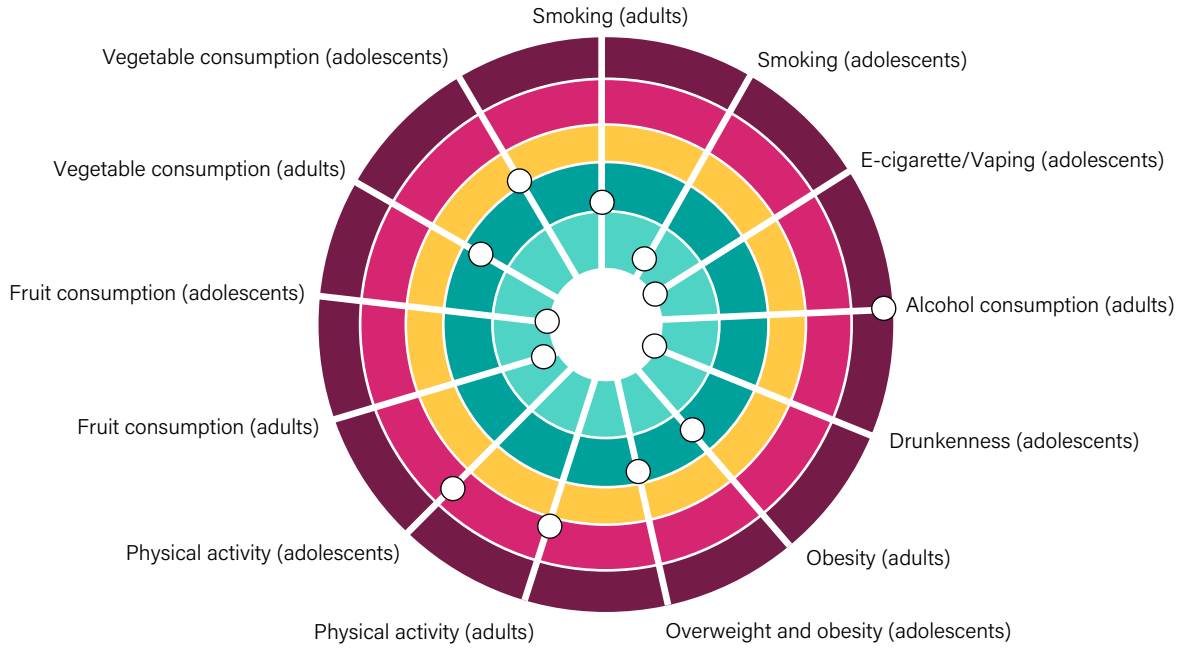 Smoking (adults)
Smoking (adolescents)
E-cigarette/Vaping (adolescents)
Alcohol consumption (adults)
Drunkenness (adolescents)
Obesity (adults)
Overweight and obesity (adolescents)
Physical activity (adults)
Physical activity (adolescents)
Fruit consumption (adults)
Fruit consumption (adolescents)
Vegetable consumption (adults)
Vegetable consumption (adolescents)